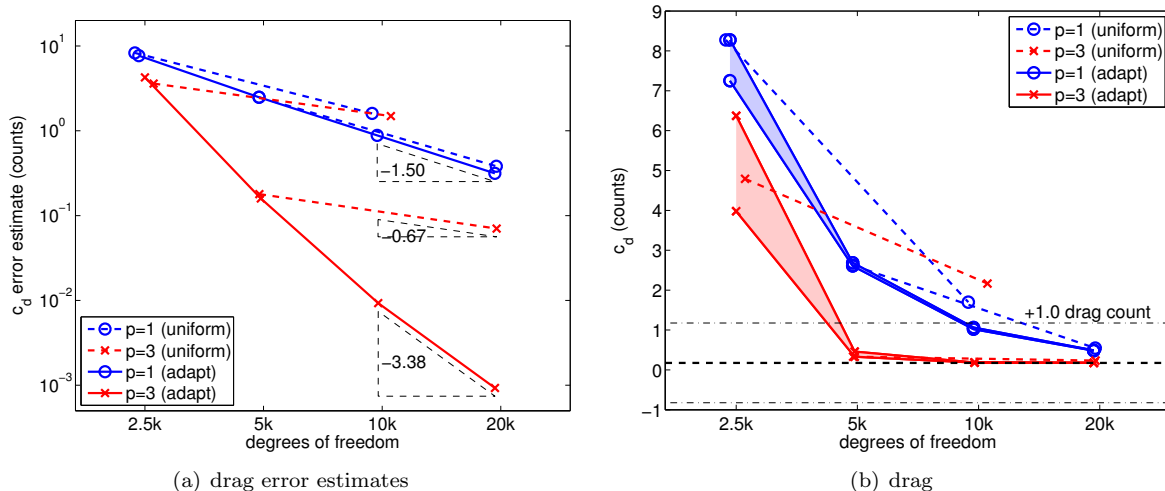 10^1
10^0
10^−1
10^−2
10^−3
c_d error estimate (counts)
−1.50
−0.67
−3.38
p=1 (uniform)
p=3 (uniform)
p=1 (adapt)
p=3 (adapt)
2.5k 5k 10k 20k
degrees of freedom
(a) drag error estimates
9
8
7
6
5
4
3
2
1
0
−1
c_d (counts)
p=1 (uniform)
p=3 (uniform)
p=1 (adapt)
p=3 (adapt)
+1.0 drag count
2.5k 5k 10k 20k
degrees of freedom
(b) drag